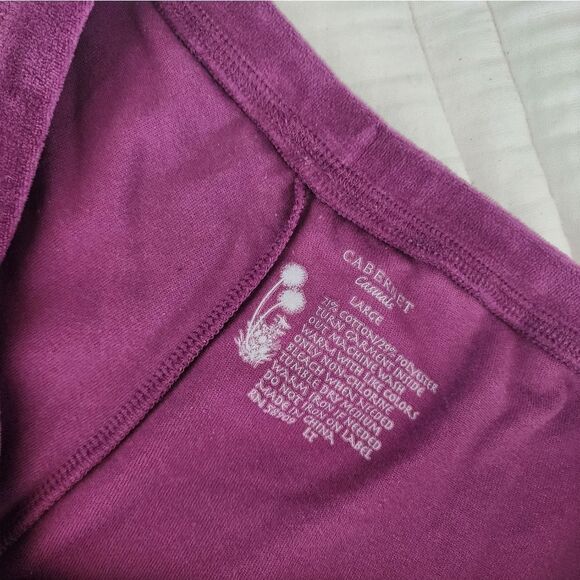 CABERNET
Casuals
LARGE
71% COTTON/29% POLYESTER
TURN GARMENT INSIDE
OUT MACHINE WASH
WARM WITH LIKE COLORS
ONLY NON-CHLORINE
BLEACH WHEN NEEDED
TUMBLE DRY MEDIUM
WARM IRON IF NEEDED
DO NOT IRON ON LABEL
MADE IN CHINA
RN
LT